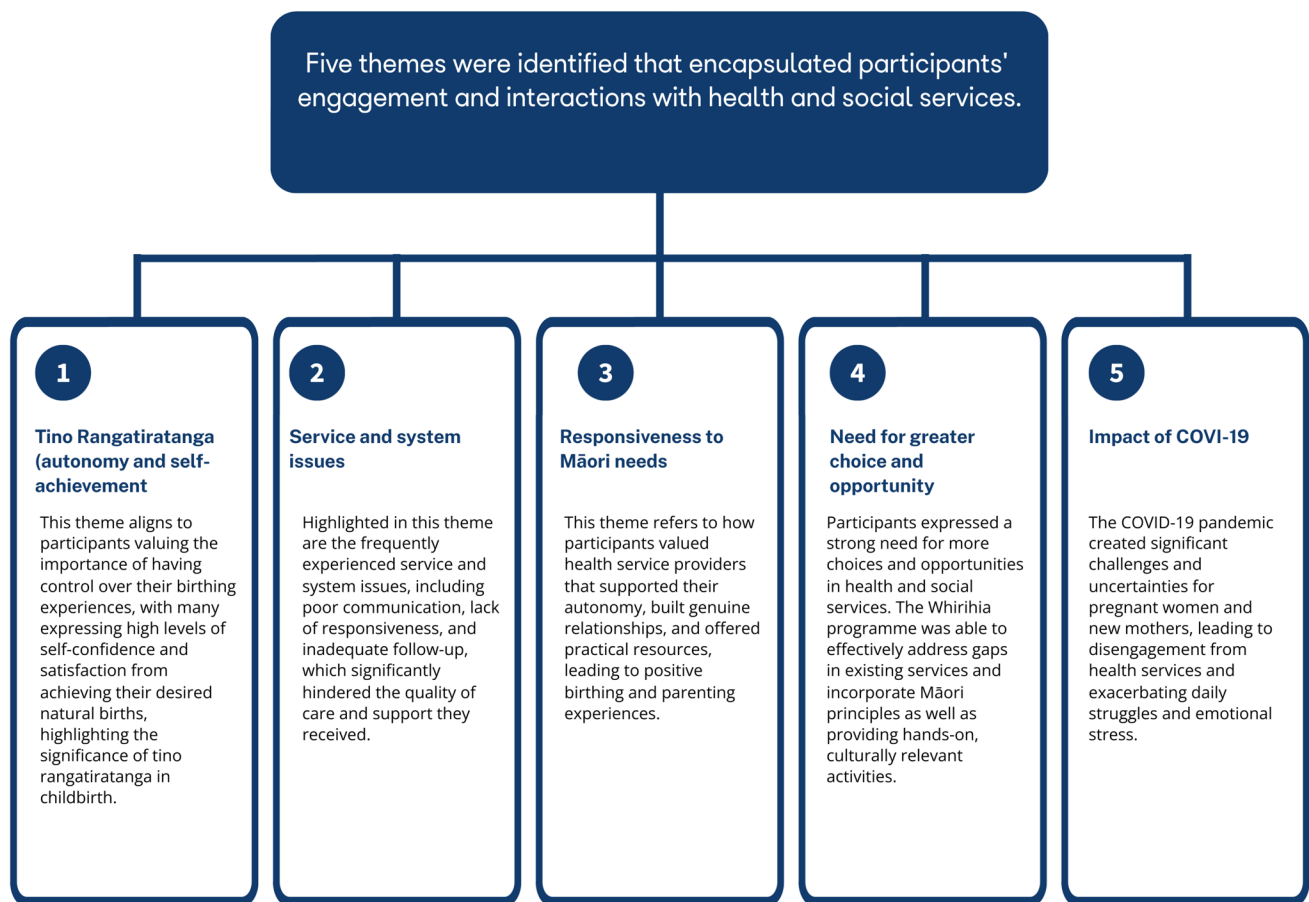 Five themes were identified that encapsulated participants'
engagement and interactions with health and social services.
1
Tino Rangatiratanga
(autonomy and self-
achievement
This theme aligns to
participants valuing the
importance of having
control over their birthing
experiences, with many
expressing high levels of
self-confidence and
satisfaction from
achieving their desired
natural births,
highlighting the
significance of tino
rangatiratanga in
childbirth.
2
Service and system
issues
Highlighted in this theme
are the frequently
experienced service and
system issues, including
poor communication, lack
of responsiveness, and
inadequate follow-up,
which significantly
hindered the quality of
care and support they
received.
3
Responsiveness to
Māori needs
This theme refers to how
participants valued
health service providers
that supported their
autonomy, built genuine
relationships, and offered
practical resources,
leading to positive
birthing and parenting
experiences.
4
Need for greater
choice and
opportunity
Participants expressed a
strong need for more
choices and opportunities
in health and social
services. The Whirihia
programme was able to
effectively address gaps
in existing services and
incorporate Māori
principles as well as
providing hands-on,
culturally relevant
activities.
5
Impact of COVI-19
The COVID-19 pandemic
created significant
challenges and
uncertainties for
pregnant women and
new mothers, leading to
disengagement from
health services and
exacerbating daily
struggles and emotional
stress.